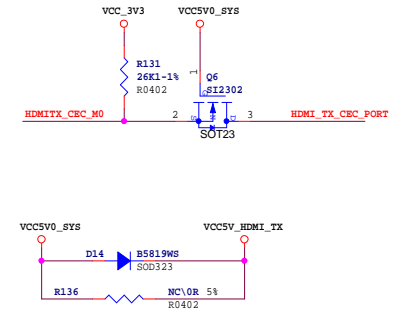 VCC_3V3
VCC5V0_SYS
R131
26K1-1%
R0402
1
Q6
SI2302
G
HDMITX_CEC_M0
2
S
D
3
HDMI_TX_CEC_PORT
SOT23
VCC5V0_SYS
VCC5V_HDMI_TX
D14
B5819WS
SOD323
R136
NC\0R 5%
R0402